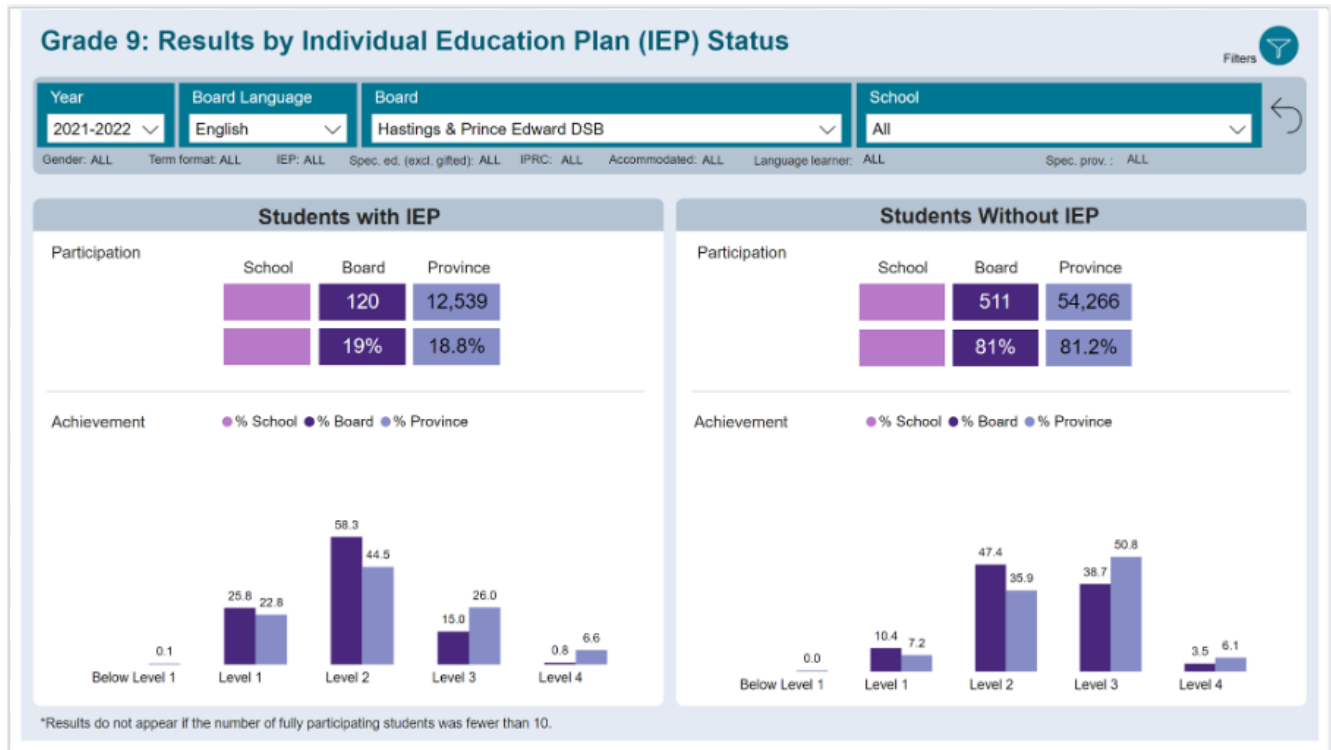 Grade 9: Results by Individual Education Plan (IEP) Status
Filters
Year Board Language Board School
2021-2022 English Hastings & Prince Edward DSB All
Gender: ALL Term format: ALL IEP: ALL Spec. ed. (excl. gifted): ALL IPRC: ALL Accommodated: ALL Language learner: ALL Spec. prov. : ALL
Students with IEP
Participation
School Board Province
120 12,539
19% 18.8%
Achievement % School % Board % Province
58.3
44.5
25.8 22.8 26.0
15.0
0.1 0.8 6.6
Below Level 1 Level 1 Level 2 Level 3 Level 4
Students Without IEP
Participation
School Board Province
511 54,266
81% 81.2%
Achievement % School % Board % Province
47.4 50.8
35.9 38.7
10.4 7.2
0.0 3.5 6.1
Below Level 1 Level 1 Level 2 Level 3 Level 4
*Results do not appear if the number of fully participating students was fewer than 10.